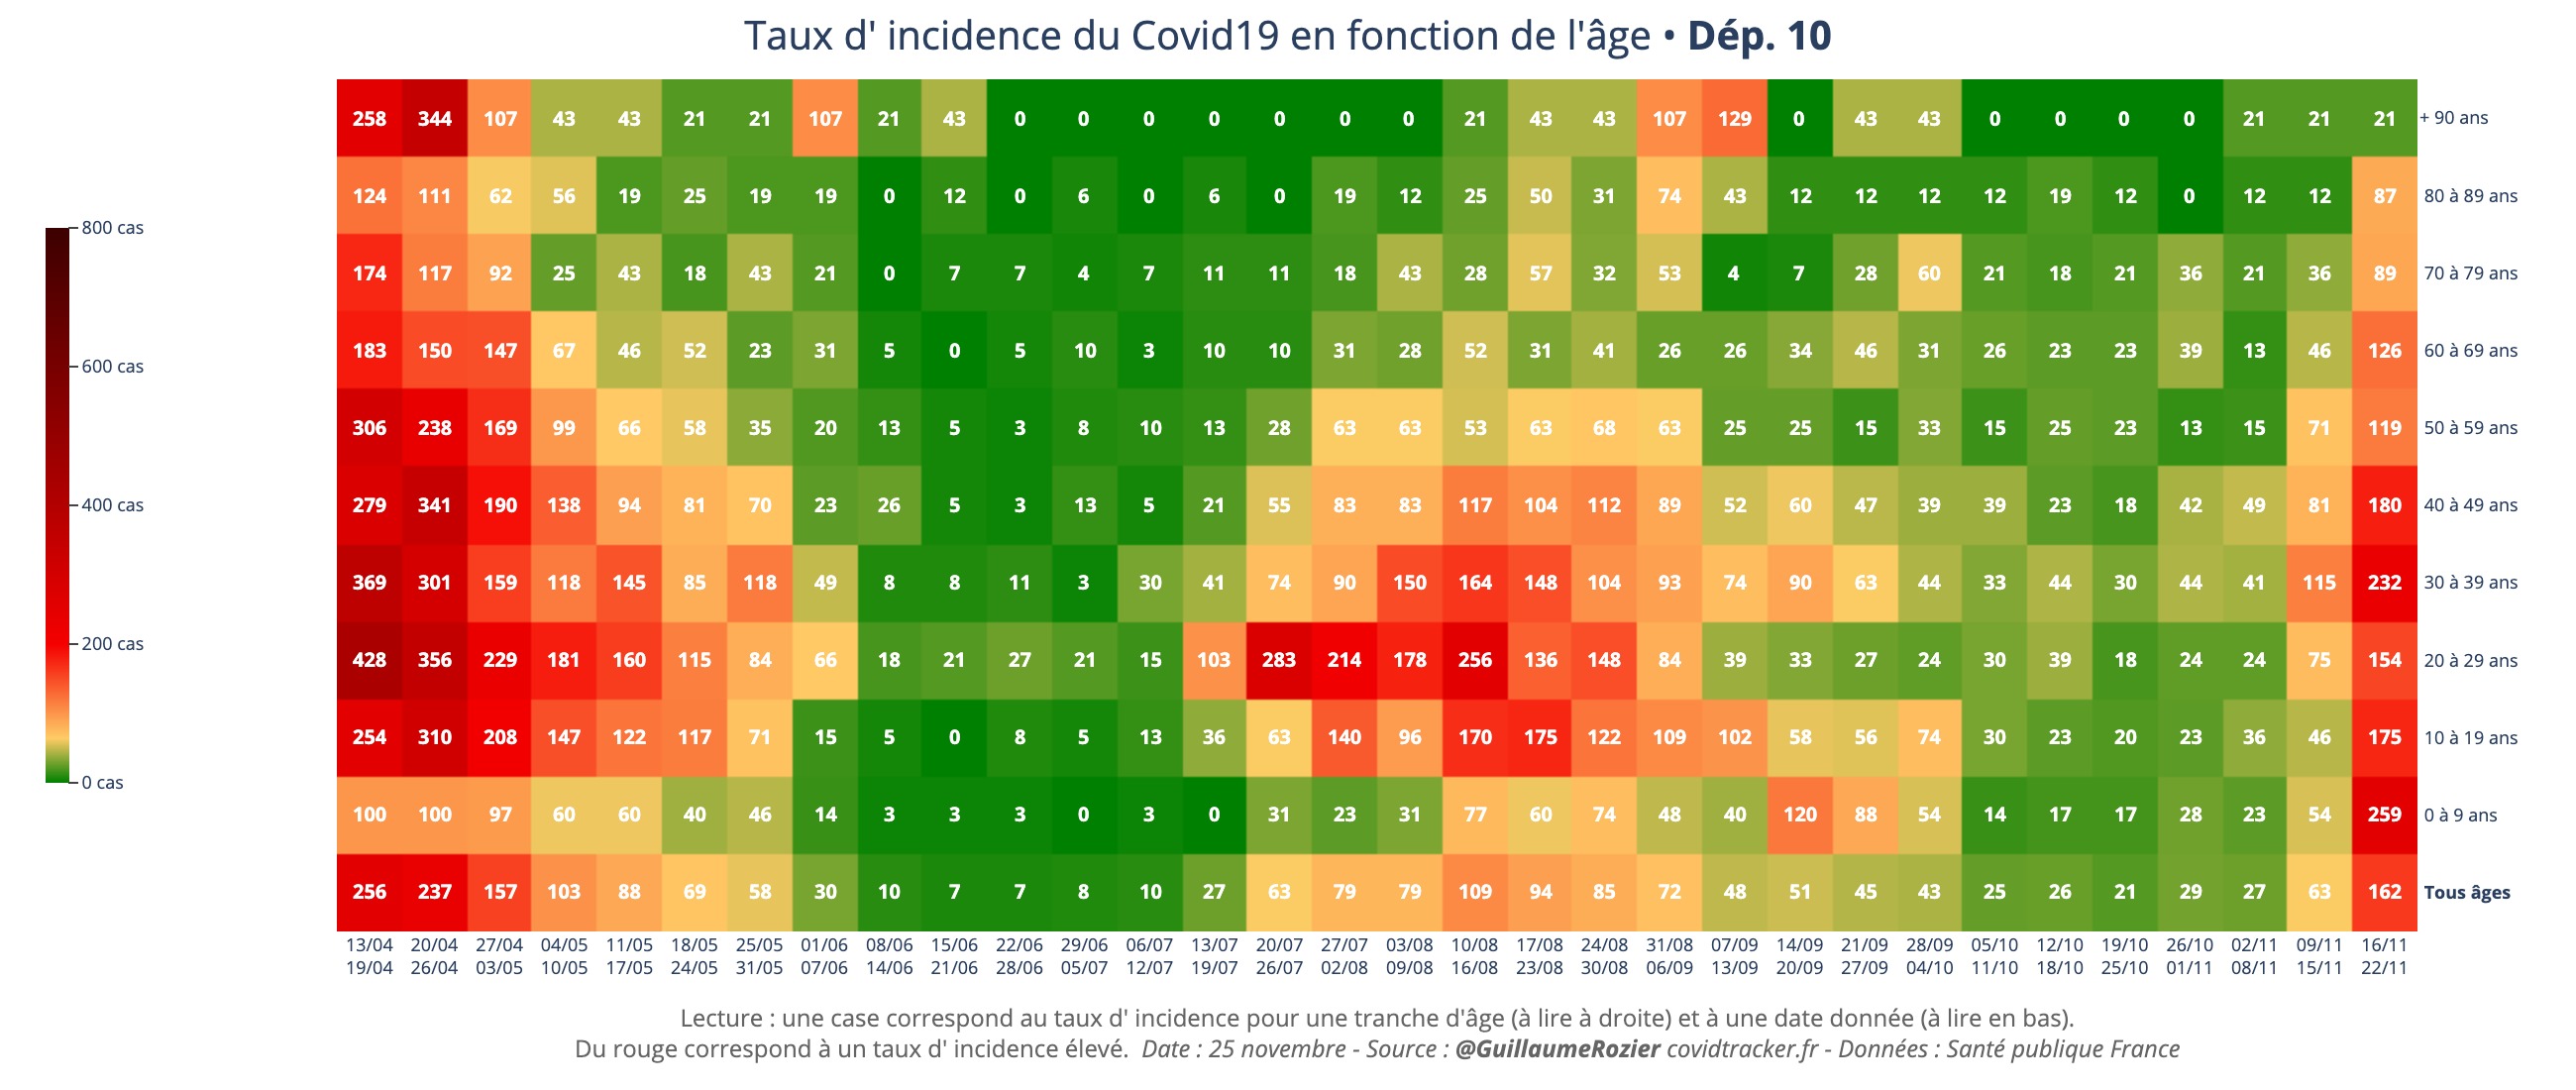 Taux d' incidence du Covid19 en fonction de l'âge • Dép. 10
258 344 107 43 43 21 21 107 21 43 0 0 0 0 0 0 0 21 43 43 107 129 0 43 43 0 0 0 0 21 21 21 + 90 ans
124 111 62 56 19 25 19 19 0 12 0 6 0 6 0 19 12 25 50 31 74 43 12 12 12 12 19 12 0 12 12 87 80 à 89 ans
174 117 92 25 43 18 43 21 0 7 7 4 7 11 11 18 43 28 57 32 53 4 7 28 60 21 18 21 36 21 36 89 70 à 79 ans
183 150 147 67 46 52 23 31 5 0 5 10 3 10 10 31 28 52 31 41 26 26 34 46 31 26 23 23 39 13 46 126 60 à 69 ans
306 238 169 99 66 58 35 20 13 5 3 8 10 13 28 63 63 53 63 68 63 25 25 15 33 15 25 23 13 15 71 119 50 à 59 ans
279 341 190 138 94 81 70 23 26 5 3 13 5 21 55 83 83 117 104 112 89 52 60 47 39 39 23 18 42 49 81 180 40 à 49 ans
369 301 159 118 145 85 118 49 8 8 11 3 30 41 74 90 150 164 148 104 93 74 90 63 44 33 44 30 44 41 115 232 30 à 39 ans
428 356 229 181 160 115 84 66 18 21 27 21 15 103 283 214 178 256 136 148 84 39 33 27 24 30 39 18 24 24 75 154 20 à 29 ans
254 310 208 147 122 117 71 15 5 0 8 5 13 36 63 140 96 170 175 122 109 102 58 56 74 30 23 20 23 36 46 175 10 à 19 ans
100 100 97 60 60 40 46 14 3 3 3 0 3 0 31 23 31 77 60 74 48 40 120 88 54 14 17 17 28 23 54 259 0 à 9 ans
256 237 157 103 88 69 58 30 10 7 7 8 10 27 63 79 79 109 94 85 72 48 51 45 43 25 26 21 29 27 63 162 Tous âges
13/04 20/04 27/04 04/05 11/05 18/05 25/05 01/06 08/06 15/06 22/06 29/06 06/07 13/07 20/07 27/07 03/08 10/08 17/08 24/08 31/08 07/09 14/09 21/09 28/09 05/10 12/10 19/10 26/10 02/11 09/11 16/11
19/04 26/04 03/05 10/05 17/05 24/05 31/05 07/06 14/06 21/06 28/06 05/07 12/07 19/07 26/07 02/08 09/08 16/08 23/08 30/08 06/09 13/09 20/09 27/09 04/10 11/10 18/10 25/10 01/11 08/11 15/11 22/11
800 cas
600 cas
400 cas
200 cas
0 cas
Lecture : une case correspond au taux d' incidence pour une tranche d'âge (à lire à droite) et à une date donnée (à lire en bas).
Du rouge correspond à un taux d' incidence élevé. Date : 25 novembre - Source : @GuillaumeRozier covidtracker.fr - Données : Santé publique France